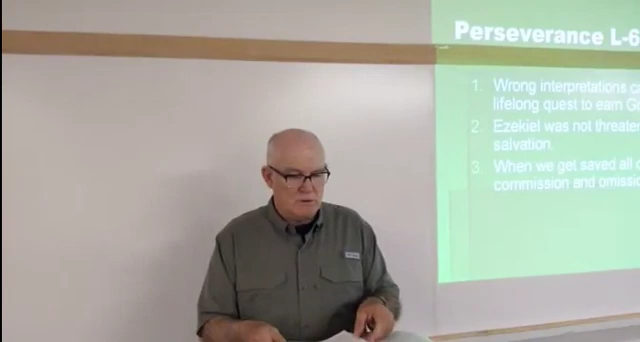 Perseverance L-6
1. Wrong interpretations
lifelong quest to earn
2. Ezekiel was not
salvation.
3 When we get saved all
commission and